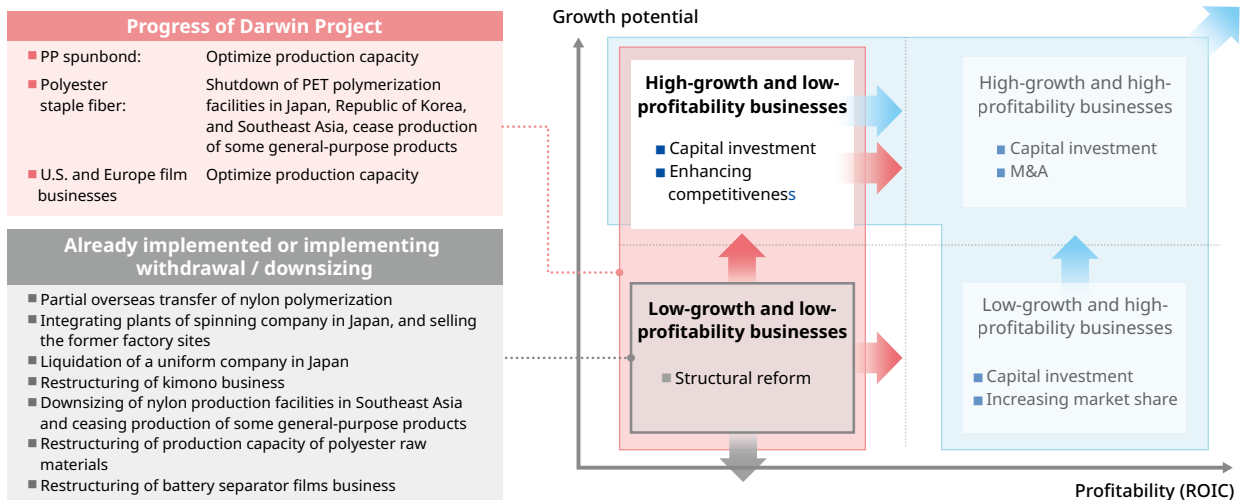 Progress of Darwin Project
■ PP spunbond: Optimize production capacity
■ Polyester staple fiber: Shutdown of PET polymerization
facilities in Japan, Republic of Korea,
and Southeast Asia, cease production
of some general-purpose products
■ U.S. and Europe film businesses Optimize production capacity
Already implemented or implementing
withdrawal / downsizing
■ Partial overseas transfer of nylon polymerization
■ Integrating plants of spinning company in Japan, and selling
the former factory sites
■ Liquidation of a uniform company in Japan
■ Restructuring of kimono business
■ Downsizing of nylon production facilities in Southeast Asia
and ceasing production of some general-purpose products
■ Restructuring of production capacity of polyester raw
materials
■ Restructuring of battery separator films business
Growth potential
High-growth and low-
profitability businesses
■ Capital investment
■ Enhancing
competitiveness
High-growth and high-
profitability businesses
■ Capital investment
■ M&A
Low-growth and low-
profitability businesses
■ Structural reform
Low-growth and high-
profitability businesses
■ Capital investment
■ Increasing market share
Profitability (ROIC)